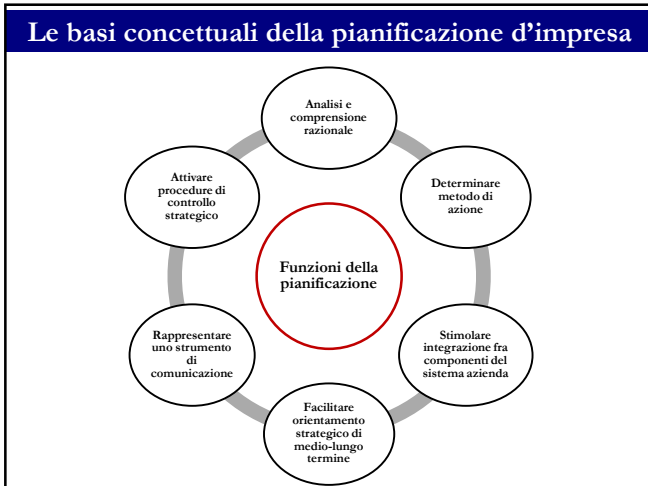 Le basi concettuali della pianificazione d’impresa
Analisi e
comprensione
razionale
Determinare
metodo di
azione
Stimolare
integrazione fra
componenti del
sistema azienda
Facilitare
orientamento
strategico di
medio-lungo
termine
Rappresentare
uno strumento
di
comunicazione
Attivare
procedure di
controllo
strategico
Funzioni della
pianificazione